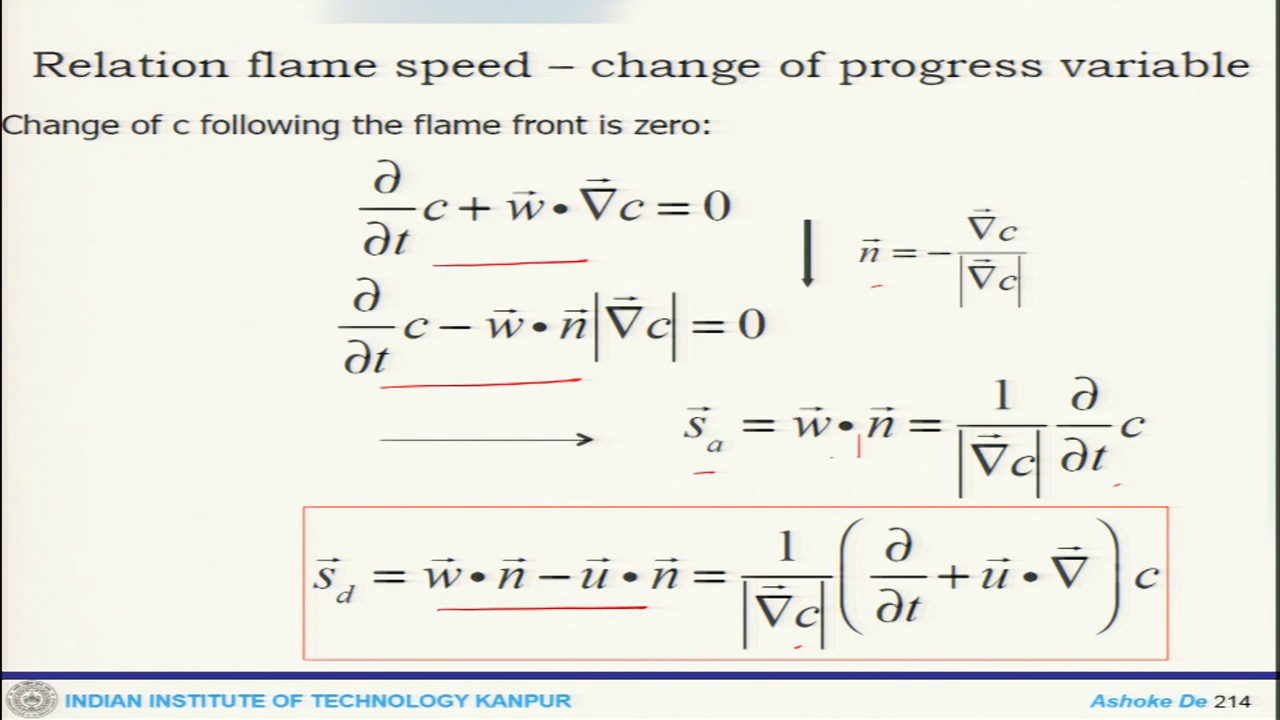 Relation flame speed – change of progress variable
Change of c following the flame front is zero:
∂/∂t c + w⃗ • ∇⃗c = 0
n⃗ = − ∇⃗c / |∇⃗c|
∂/∂t c − w⃗ • n⃗ |∇⃗c| = 0
s⃗_a = w⃗ • n⃗ = 1/|∇⃗c| ∂/∂t c
s⃗_d = w⃗ • n⃗ − u⃗ • n⃗ = 1/|∇⃗c| ( ∂/∂t + u⃗ • ∇⃗ ) c
INDIAN INSTITUTE OF TECHNOLOGY KANPUR
Ashoke De 214